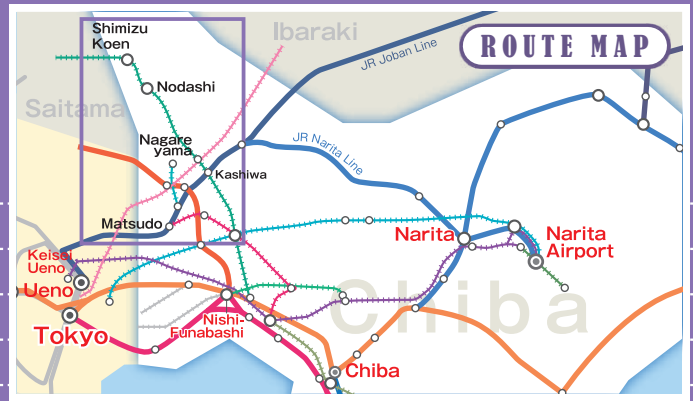 Shimizu
Koen
Ibaraki
ROUTE MAP
JR Joban Line
Nodashi
Saitama
Nagare
yama
JR Narita Line
Kashiwa
Matsudo
Narita
Narita
Airport
Keisei
Ueno
Ueno
Tokyo
Nishi-
Funabashi
Chiba
Chiba